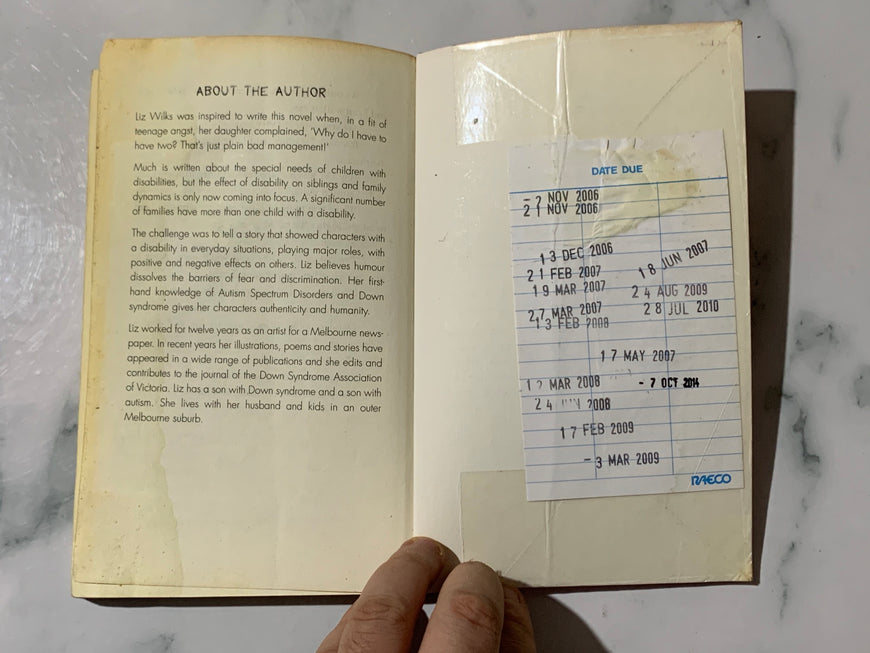 ABOUT THE AUTHOR
Liz Wilks was inspired to write this novel when, in a fit of
teenage angst, her daughter complained, 'Why do I have to
have two? That's just plain bad management!'
Much is written about the special needs of children with
disabilities, but the effect of disability on siblings and family
dynamics is only now coming into focus. A significant number
of families have more than one child with a disability.
The challenge was to tell a story that showed characters with
a disability in everyday situations, playing major roles, with
positive and negative effects on others. Liz believes humour
dissolves the barriers of fear and discrimination. Her first-
hand knowledge of Autism Spectrum Disorders and Down
syndrome gives her characters authenticity and humanity.
Liz worked for twelve years as an artist for a Melbourne news-
paper. In recent years her illustrations, poems and stories have
appeared in a wide range of publications and she edits and
contributes to the journal of the Down Syndrome Association
of Victoria. Liz has a son with Down syndrome and a son with
autism. She lives with her husband and kids in an outer
Melbourne suburb.
DATE DUE
- 2 NOV 2006
21 NOV 2006
13 DEC 2006
18 JUN 2007
21 FEB 2007
19 MAR 2007
24 AUG 2009
27 MAR 2007
28 JUL 2010
13 FEB 2008
17 MAY 2007
MAR 2008
- 7 OCT 2014
24 2008
17 FEB 2009
- 3 MAR 2009
RAECO